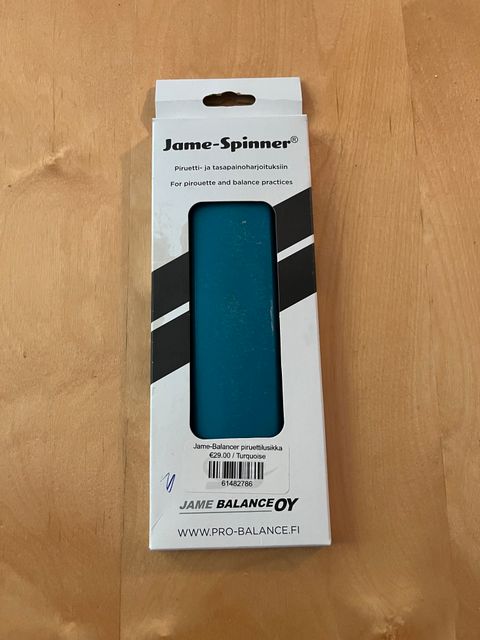 Jame-Spinner®
Piruetti- ja tasapainoharjoituksiin
For pirouette and balance practices
Jame-Balancer piruettilusikka
€29.00 / Turquoise
61482786
JAME BALANCE OY
WWW.PRO-BALANCE.FI